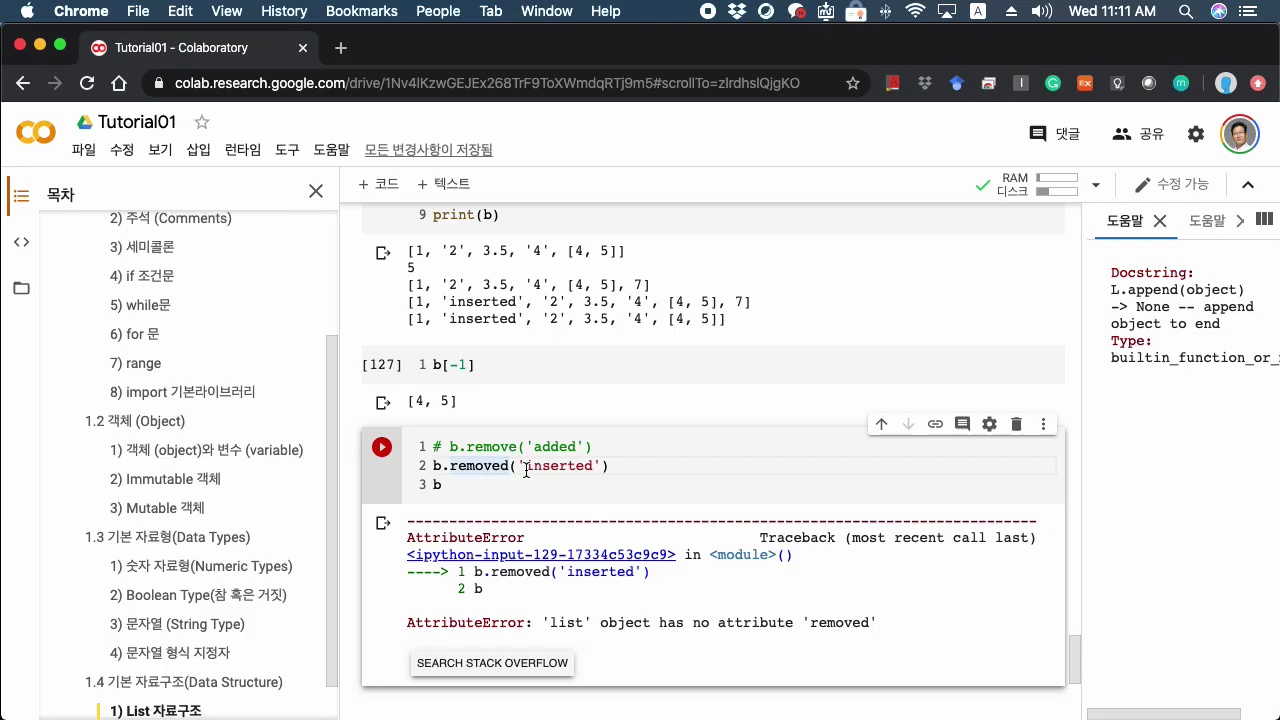 Chrome File Edit View History Bookmarks People Tab Window Help A Wed 11:11 AM
Tutorial01 - Colaboratory
colab.research.google.com/drive/1Nv4lKzwGEJEx268TrF9ToXWmdqRTj9m5#scrollTo=zlrdhslQjgKO
Tutorial01
댓글 공유
파일 수정 보기 삽입 런타임 도구 도움말 모든 변경사항이 저장됨
목차
+ 코드 + 텍스트
RAM
디스크
수정 가능
2) 주석 (Comments)
3) 세미콜론
4) if 조건문
5) while문
6) for 문
7) range
8) import 기본라이브러리
1.2 객체 (Object)
1) 객체 (object)와 변수 (variable)
2) Immutable 객체
3) Mutable 객체
1.3 기본 자료형(Data Types)
1) 숫자 자료형(Numeric Types)
2) Boolean Type(참 혹은 거짓)
3) 문자열 (String Type)
4) 문자열 형식 지정자
1.4 기본 자료구조(Data Structure)
1) List 자료구조
9 print(b)
[1, '2', 3.5, '4', [4, 5]]
5
[1, '2', 3.5, '4', [4, 5], 7]
[1, 'inserted', '2', 3.5, '4', [4, 5], 7]
[1, 'inserted', '2', 3.5, '4', [4, 5]]
[127] 1 b[-1]
[4, 5]
1 # b.remove('added')
2 b.removed('inserted')
3 b
---------------------------------------------------------------------------
AttributeError Traceback (most recent call last)
<ipython-input-129-17334c53c9c9> in <module>()
----> 1 b.removed('inserted')
2 b
AttributeError: 'list' object has no attribute 'removed'
SEARCH STACK OVERFLOW
도움말 도움말
Docstring:
L.append(object)
-> None -- append
object to end
Type:
builtin_function_or_